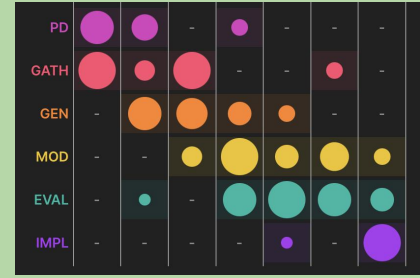 PD - - - -
GATH - - - -
GEN - - -
MOD - -
EVAL - -
IMPL - - - - -